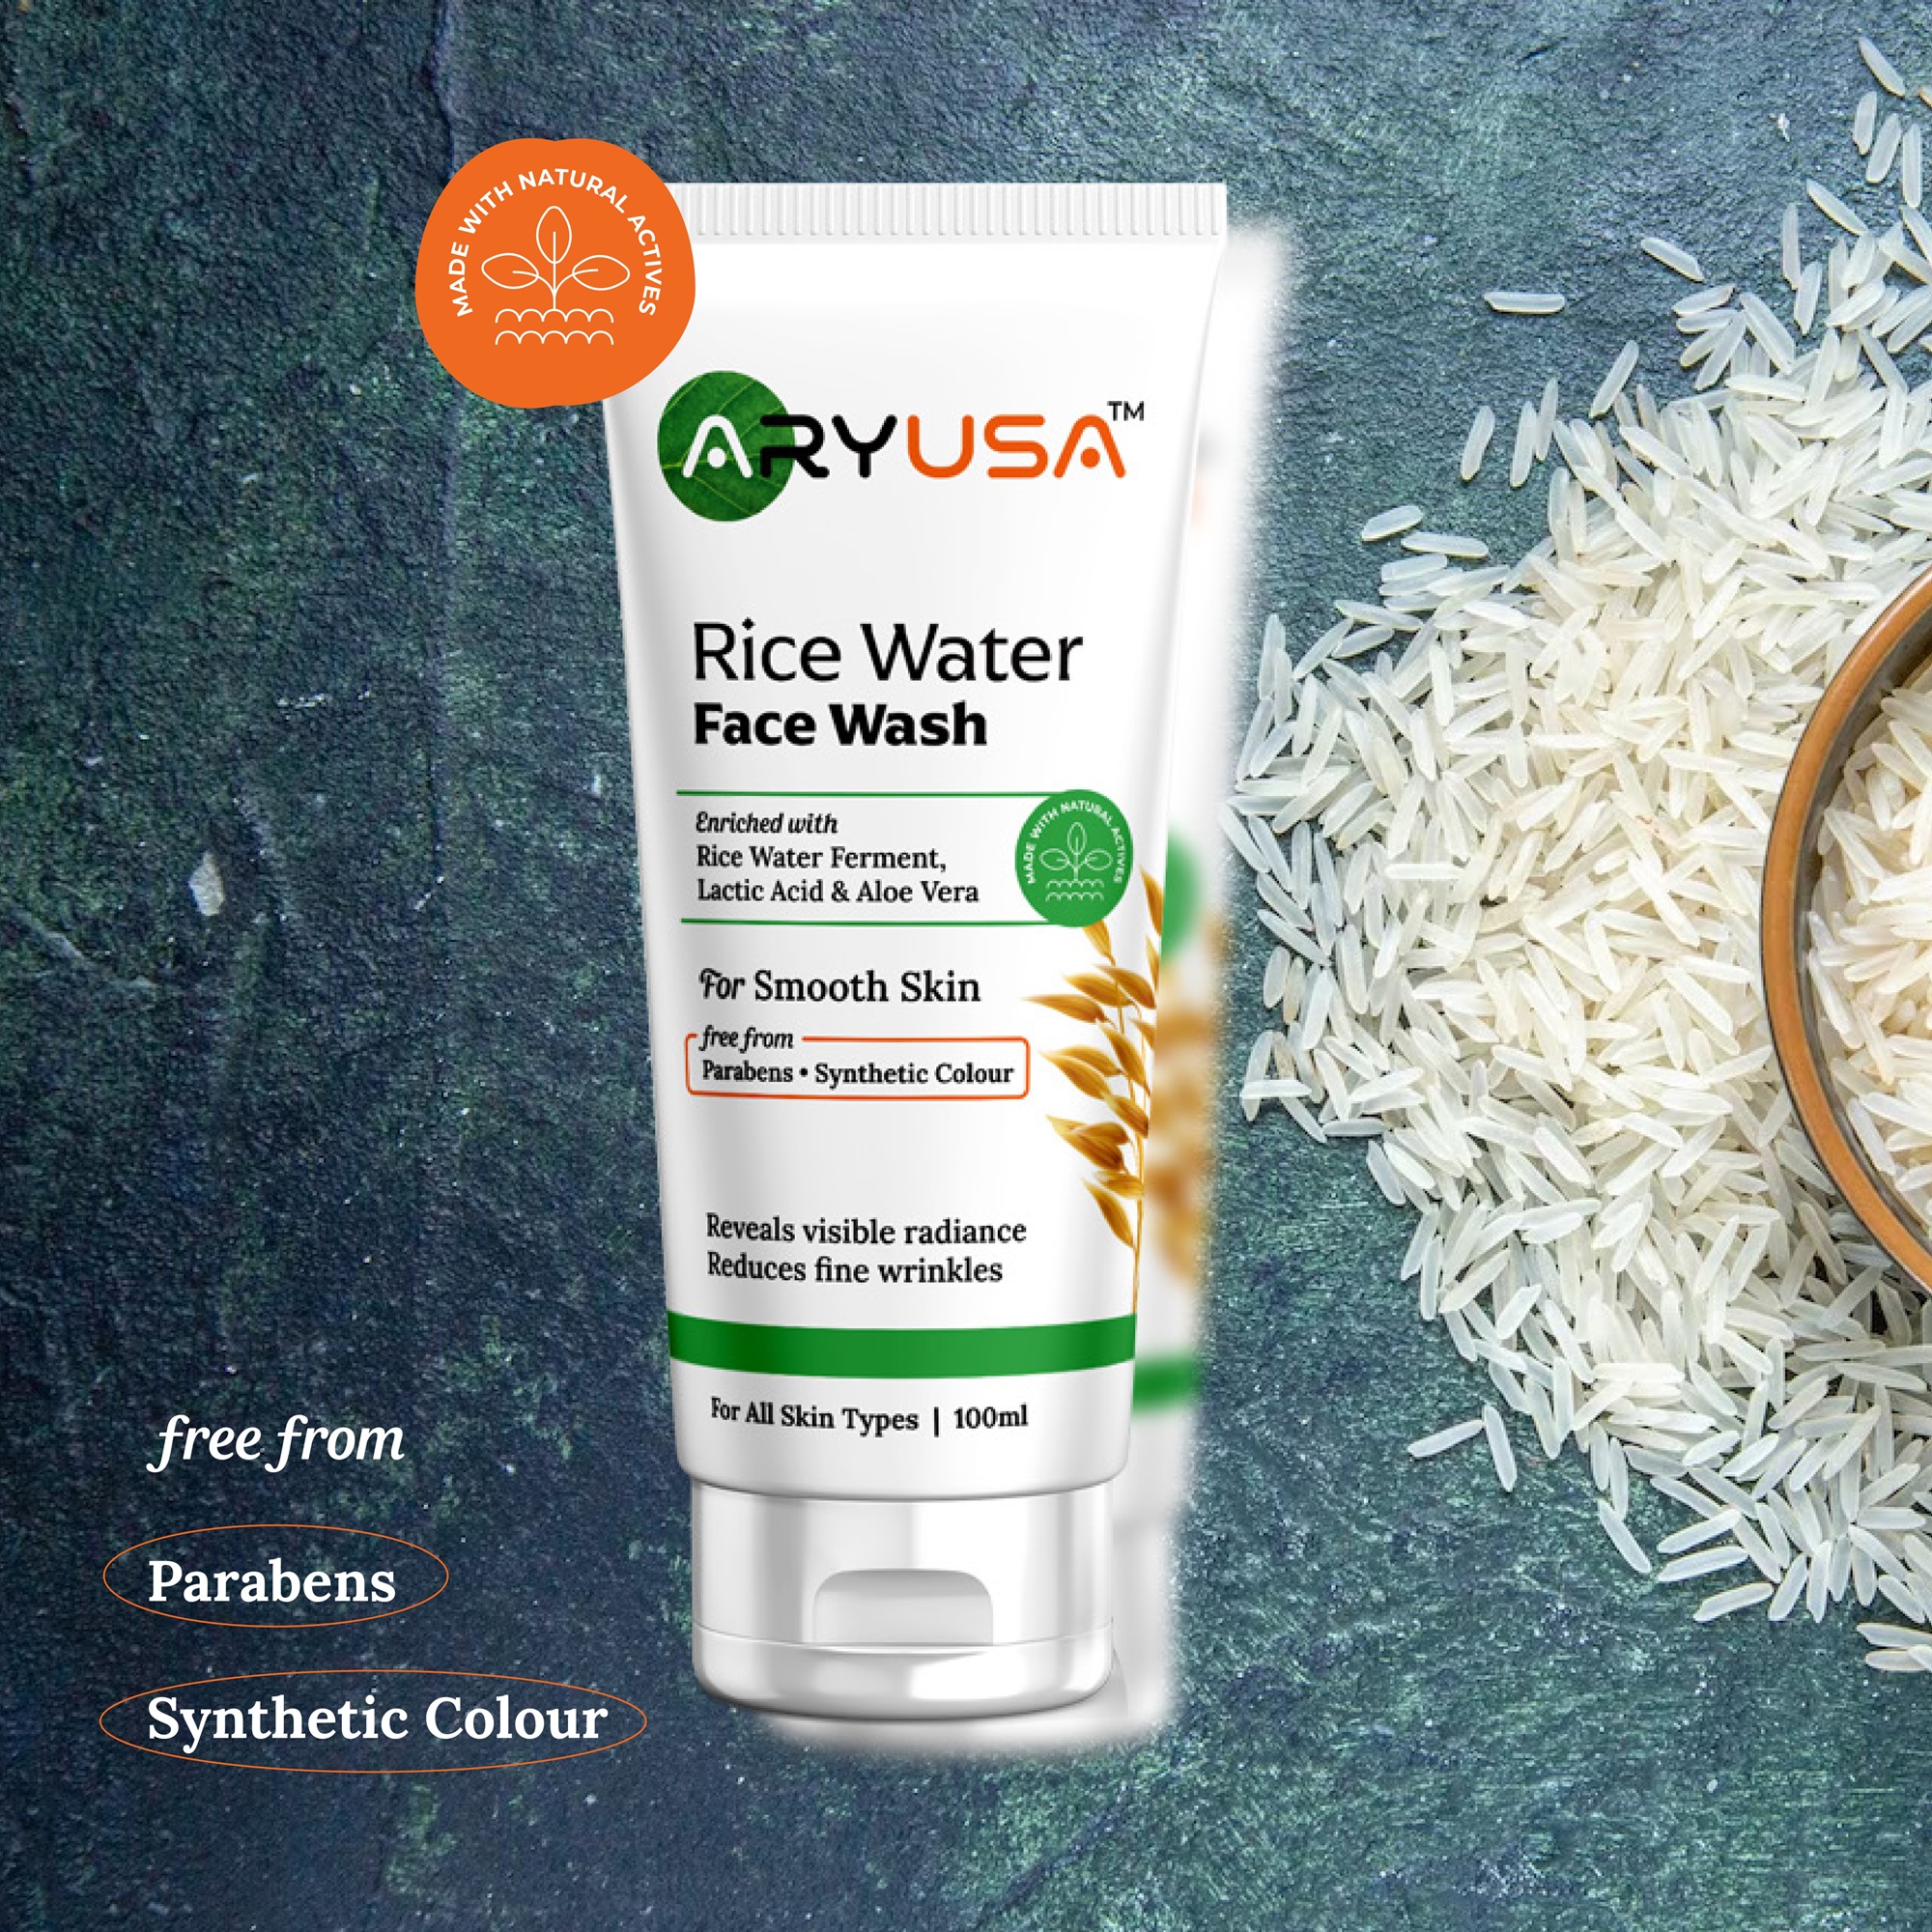 MADE WITH NATURAL ACTIVES
ARYUSA™
Rice Water
Face Wash
Enriched with
Rice Water Ferment,
Lactic Acid & Aloe Vera
MADE WITH NATURAL ACTIVES
For Smooth Skin
free from
Parabens • Synthetic Colour
Reveals visible radiance
Reduces fine wrinkles
For All Skin Types | 100ml
free from
Parabens
Synthetic Colour